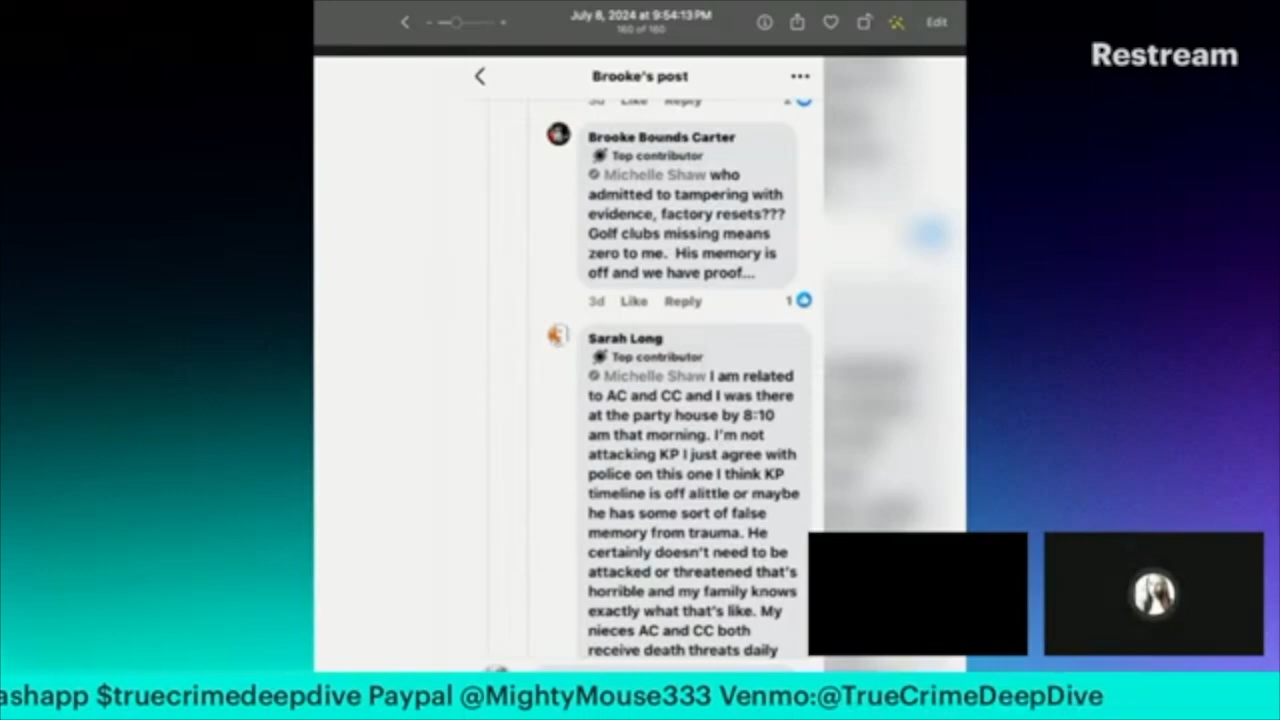 July 8, 2024 at 9:54:13 PM
160 of 160
Edit
Restream
Brooke's post
3d Like Reply 2
Brooke Bounds Carter
Top contributor
Michelle Shaw who
admitted to tampering with
evidence, factory resets???
Golf clubs missing means
zero to me. His memory is
off and we have proof...
3d Like Reply 1
Sarah Long
Top contributor
Michelle Shaw I am related
to AC and CC and I was there
at the party house by 8:10
am that morning. I'm not
attacking KP I just agree with
police on this one I think KP
timeline is off alittle or maybe
he has some sort of false
memory from trauma. He
certainly doesn't need to be
attacked or threatened that's
horrible and my family knows
exactly what that's like. My
nieces AC and CC both
receive death threats daily
ashapp $truecrimedeepdive Paypal @MightyMouse333 Venmo:@TrueCrimeDeepDive